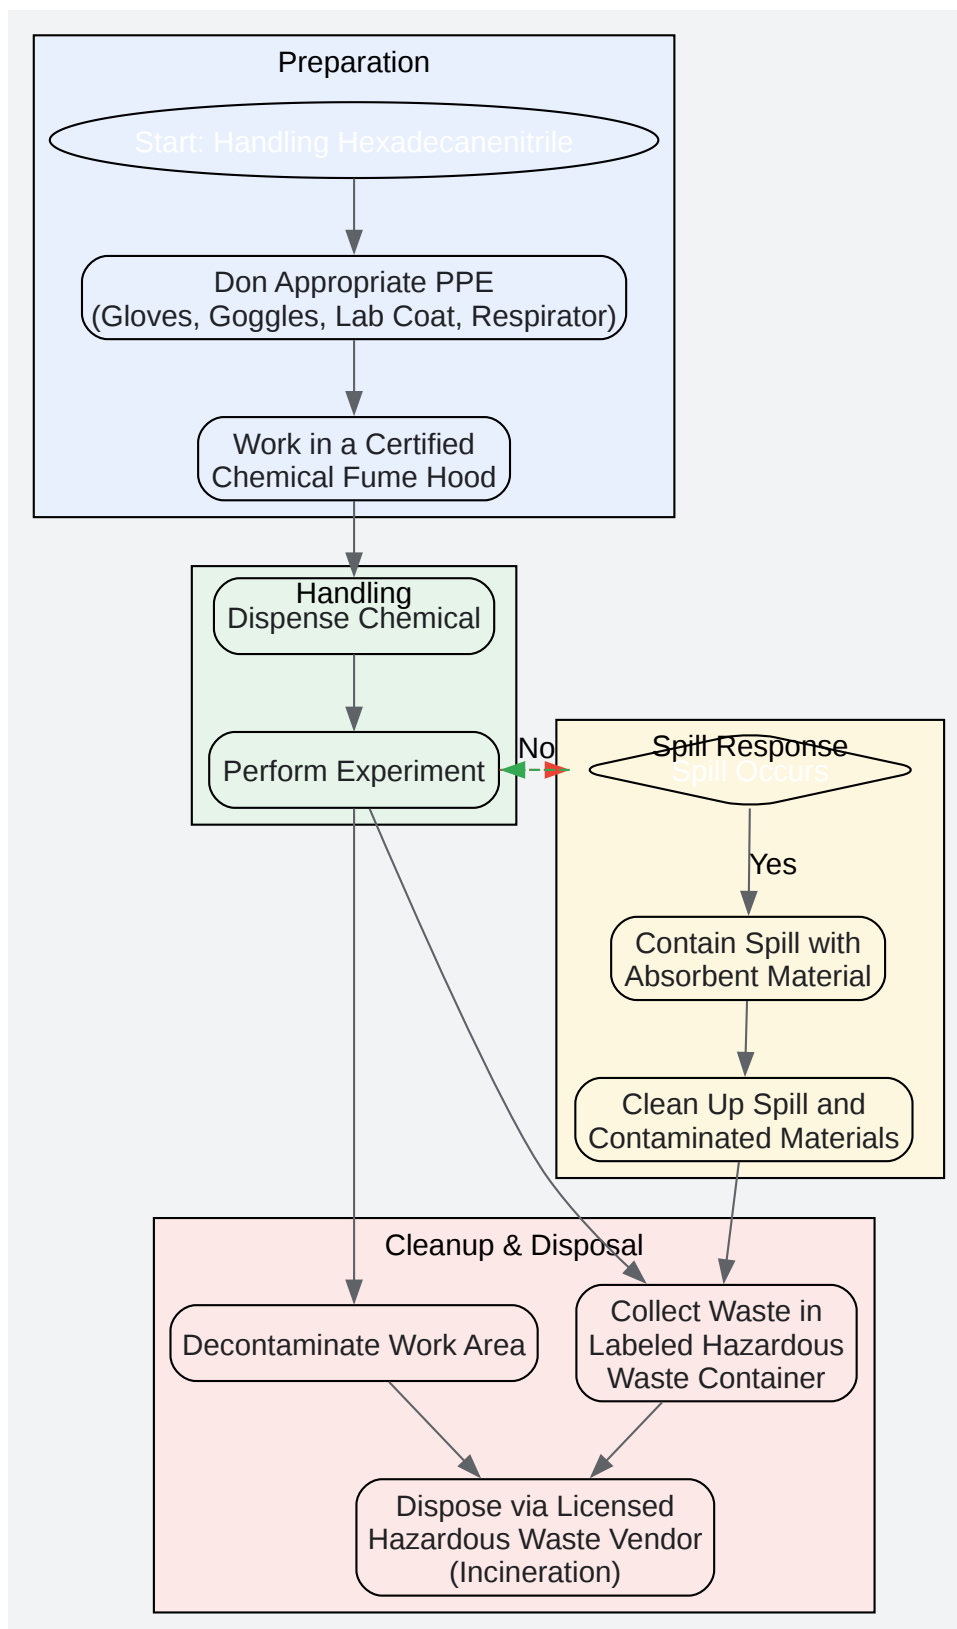 Preparation
Start: Handling Hexadecanenitrile
Don Appropriate PPE
(Gloves, Goggles, Lab Coat, Respirator)
Work in a Certified
Chemical Fume Hood
Handling
Dispense Chemical
Perform Experiment
No
Spill Response
Spill Occurs
Yes
Contain Spill with
Absorbent Material
Clean Up Spill and
Contaminated Materials
Cleanup & Disposal
Decontaminate Work Area
Collect Waste in
Labeled Hazardous
Waste Container
Dispose via Licensed
Hazardous Waste Vendor
(Incineration)